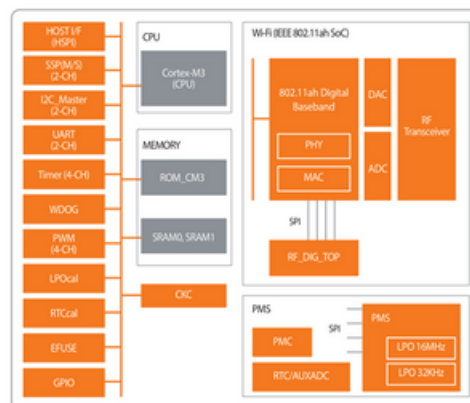 HOST I/F
(HSPI)
SSP(M/S)
(2-CH)
I2C_Master
(2-CH)
UART
(2-CH)
Timer (4-CH)
WDOG
PWM
(4-CH)
LPOcal
RTCcal
EFUSE
GPIO
CPU
Cortex-M3
(CPU)
MEMORY
ROM_CM3
SRAM0, SRAM1
CKC
Wi-Fi (IEEE 802.11ah SoC)
802.11ah Digital
Baseband
PHY
MAC
DAC
ADC
RF
Transceiver
SPI
RF_DIG_TOP
PMS
PMC
RTC/AUXADC
SPI
PMS
LPO 16MHz
LPO 32KHz